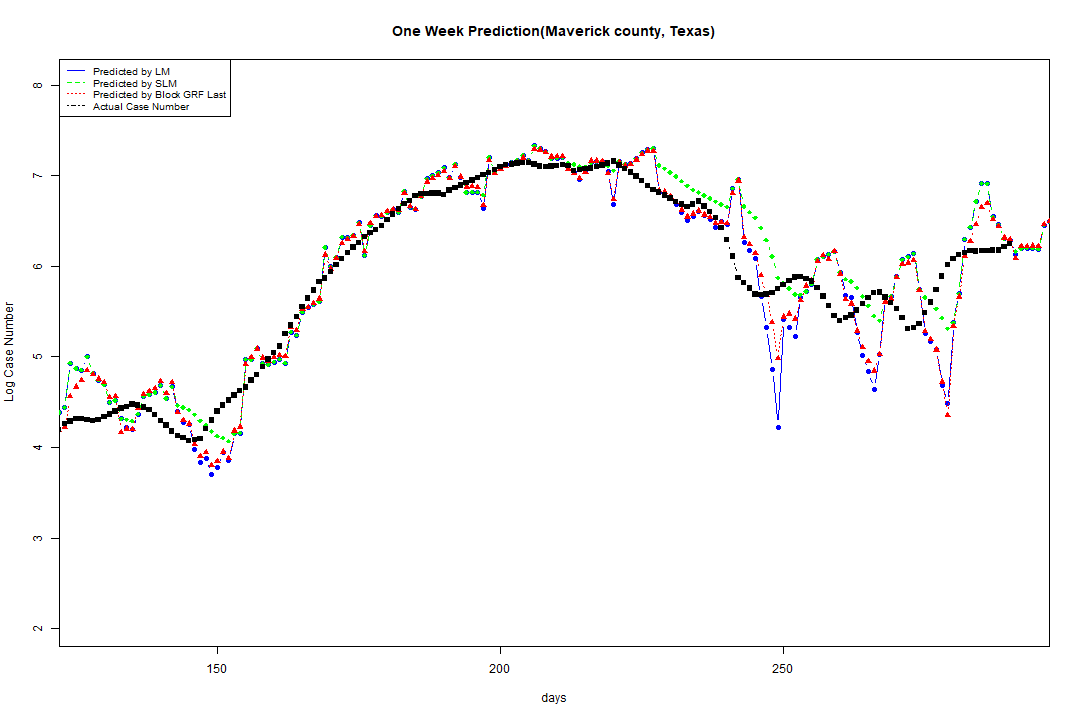 One Week Prediction(Maverick county, Texas)
Predicted by LM
Predicted by SLM
Predicted by Block GRF Last
Actual Case Number
8
7
6
5
4
3
2
Log Case Number
150
200
250
days